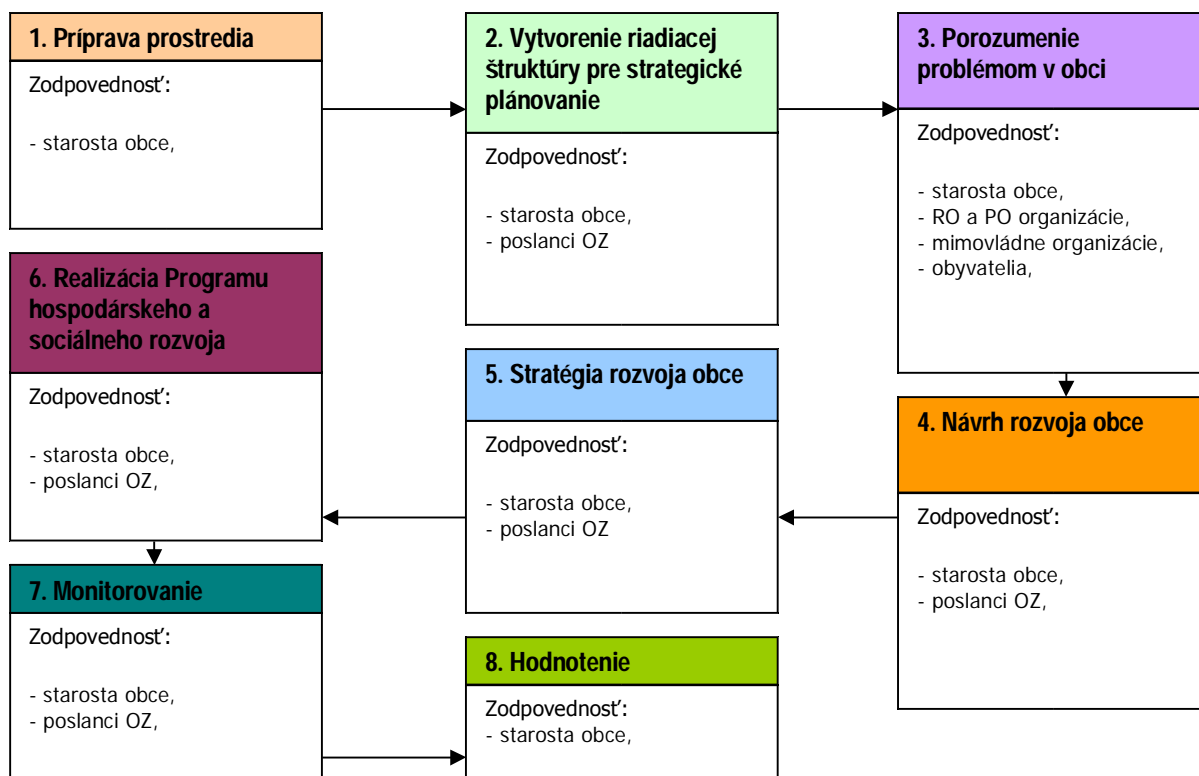 1. Príprava prostredia
Zodpovednosť:
- starosta obce,
2. Vytvorenie riadiacej
štruktúry pre strategické
plánovanie
Zodpovednosť:
- starosta obce,
- poslanci OZ
3. Porozumenie
problémom v obci
Zodpovednosť:
- starosta obce,
- RO a PO organizácie,
- mimovládne organizácie,
- obyvatelia,
4. Návrh rozvoja obce
Zodpovednosť:
- starosta obce,
- poslanci OZ,
5. Stratégia rozvoja obce
Zodpovednosť:
- starosta obce,
- poslanci OZ
6. Realizácia Programu
hospodárskeho a
sociálneho rozvoja
Zodpovednosť:
- starosta obce,
- poslanci OZ,
7. Monitorovanie
Zodpovednosť:
- starosta obce,
- poslanci OZ,
8. Hodnotenie
Zodpovednosť:
- starosta obce,